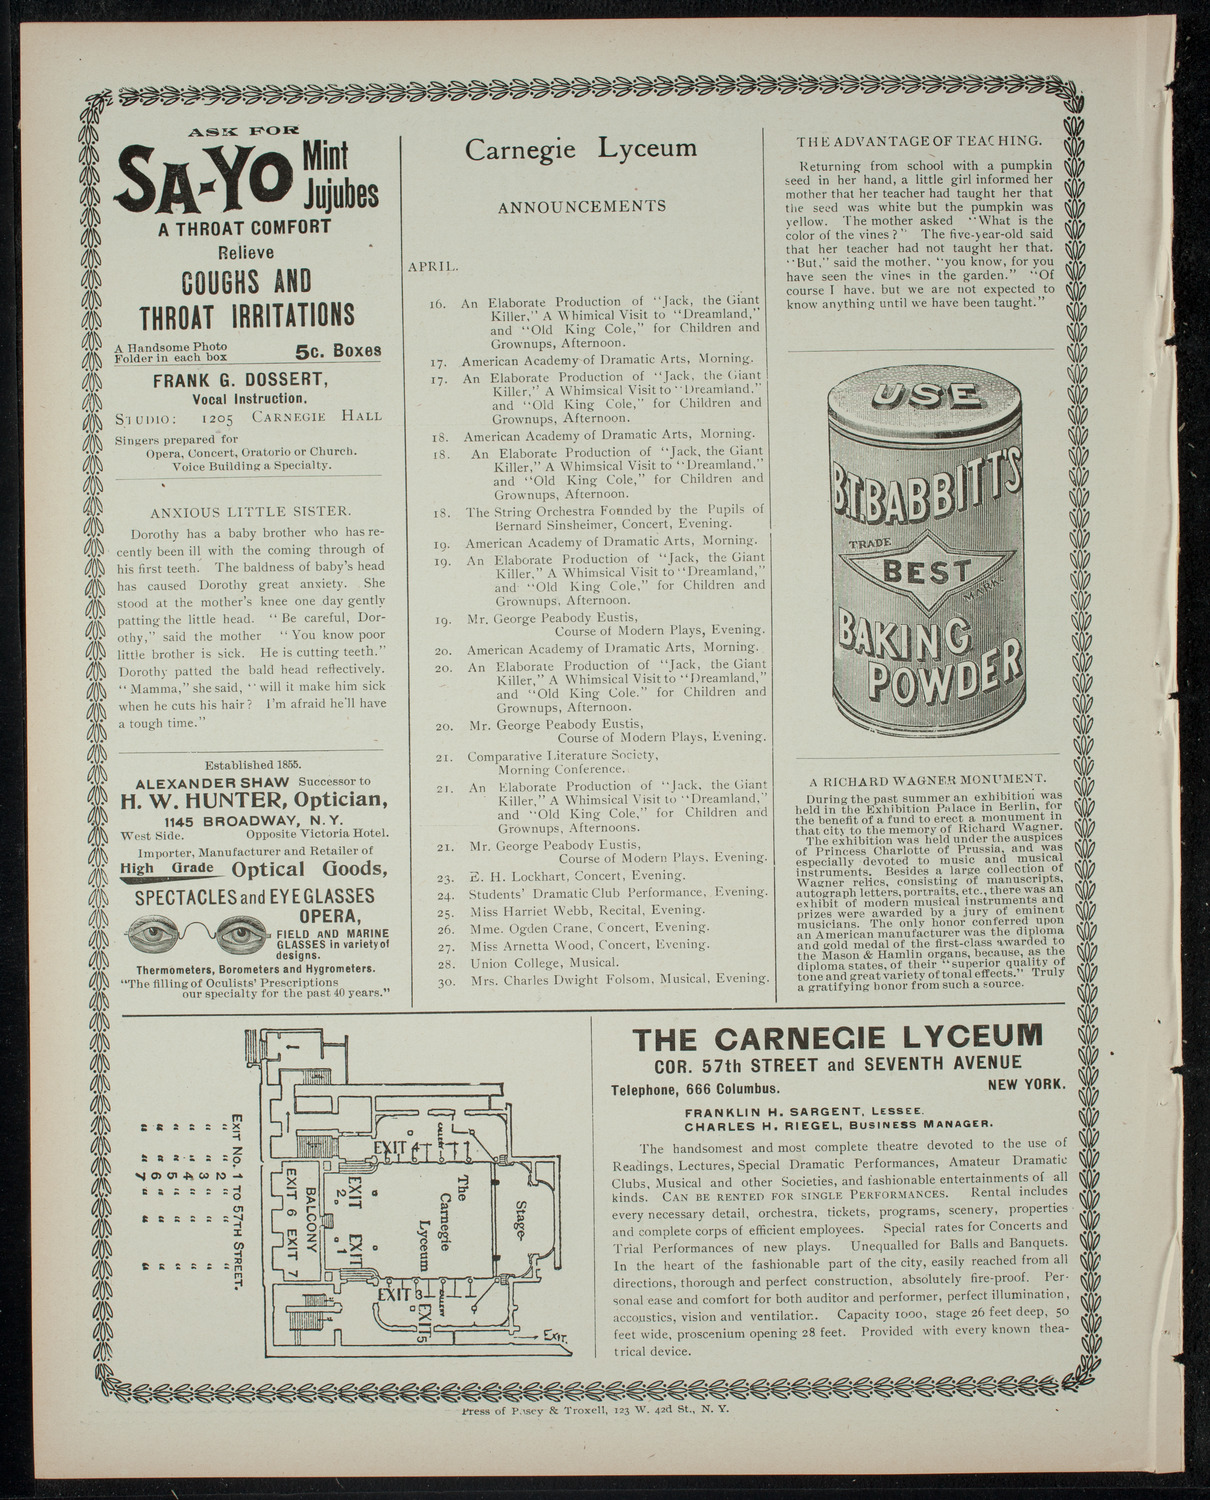 ASK FOR
SA-YO Mint
Jujubes
A THROAT COMFORT
Relieve
COUGHS AND
THROAT IRRITATIONS
A Handsome Photo
Folder in each box
5c. Boxes
FRANK G. DOSSERT,
Vocal Instruction.
STUDIO: 1205 CARNEGIE HALL
Singers prepared for
Opera, Concert, Oratorio or Church.
Voice Building a Specialty.
ANXIOUS LITTLE SISTER.
Dorothy has a baby brother who has re-
cently been ill with the coming through of
his first teeth. The baldness of baby's head
has caused Dorothy great anxiety. She
stood at the mother's knee one day gently
patting the little head. "Be careful, Dor-
othy," said the mother "You know poor
little brother is sick. He is cutting teeth."
Dorothy patted the bald head reflectively.
"Mamma," she said, "will it make him sick
when he cuts his hair? I'm afraid he'll have
a tough time."
Established 1855.
ALEXANDER SHAW Successor to
H. W. HUNTER, Optician,
1145 BROADWAY, N. Y.
West Side. Opposite Victoria Hotel.
Importer, Manufacturer and Retailer of
High Grade Optical Goods,
SPECTACLES and EYEGLASSES
OPERA,
FIELD AND MARINE
GLASSES in variety of
designs.
Thermometers, Borometers and Hygrometers.
"The filling of Oculists' Prescriptions
our specialty for the past 40 years."
Carnegie Lyceum
ANNOUNCEMENTS
APRIL.
16. An Elaborate Production of "Jack, the Giant
Killer," A Whimical Visit to "Dreamland,"
and "Old King Cole," for Children and
Grownups, Afternoon.
17. American Academy of Dramatic Arts, Morning.
17. An Elaborate Production of "Jack, the Giant
Killer," A Whimsical Visit to "Dreamland,"
and "Old King Cole," for Children and
Grownups, Afternoon.
18. American Academy of Dramatic Arts, Morning.
18. An Elaborate Production of "Jack, the Giant
Killer," A Whimsical Visit to "Dreamland,"
and "Old King Cole," for Children and
Grownups, Afternoon.
18. The String Orchestra Founded by the Pupils of
Bernard Sinsheimer, Concert, Evening.
19. American Academy of Dramatic Arts, Morning.
19. An Elaborate Production of "Jack, the Giant
Killer," A Whimsical Visit to "Dreamland,"
and "Old King Cole," for Children and
Grownups, Afternoon.
19. Mr. George Peabody Eustis,
Course of Modern Plays, Evening.
20. American Academy of Dramatic Arts, Morning.
20. An Elaborate Production of "Jack, the Giant
Killer," A Whimsical Visit to "Dreamland,"
and "Old King Cole." for Children and
Grownups, Afternoon.
20. Mr. George Peabody Eustis,
Course of Modern Plays, Evening.
21. Comparative Literature Society,
Morning Conference.
21. An Elaborate Production of "Jack, the Giant
Killer," A Whimsical Visit to "Dreamland,"
and "Old King Cole," for Children and
Grownups, Afternoons.
21. Mr. George Peabody Eustis,
Course of Modern Plays. Evening.
23. E. H. Lockhart, Concert, Evening.
24. Students' Dramatic Club Performance, Evening.
25. Miss Harriet Webb, Recital, Evening.
26. Mme. Ogden Crane, Concert, Evening.
27. Miss Arnetta Wood, Concert, Evening.
28. Union College, Musical.
30. Mrs. Charles Dwight Folsom, Musical, Evening.
THE ADVANTAGE OF TEACHING.
Returning from school with a pumpkin
seed in her hand, a little girl informed her
mother that her teacher had taught her that
the seed was white but the pumpkin was
yellow. The mother asked "What is the
color of the vines?" The five-year-old said
that her teacher had not taught her that.
"But," said the mother, "you know, for you
have seen the vines in the garden." "Of
course I have, but we are not expected to
know anything until we have been taught."
USE
B.T. BABBITT'S
TRADE
BEST
MARK
BAKING
POWDER
A RICHARD WAGNER MONUMENT.
During the past summer an exhibition was
held in the Exhibition Palace in Berlin, for
the benefit of a fund to erect a monument in
that city to the memory of Richard Wagner.
The exhibition was held under the auspices
of Princess Charlotte of Prussia, and was
especially devoted to music and musical
instruments. Besides a large collection of
Wagner relics, consisting of manuscripts,
autograph letters, portraits, etc., there was an
exhibit of modern musical instruments and
prizes were awarded by a jury of eminent
musicians. The only honor conferred upon
an American manufacturer was the diploma
and gold medal of the first-class awarded to
the Mason & Hamlin organs, because, as the
diploma states, of their "superior quality of
tone and great variety of tonal effects." Truly
a gratifying honor from such a source.
EXIT No. 1 TO 57TH STREET.
" " 2 " " "
" " 3 " " "
" " 4 " " "
" " 5 " " "
" " 6 " " "
" " 7 " " "
BALCONY
EXIT 6 EXIT 7
EXIT 2
EXIT 1
EXIT 4
GALLERY
The
Carnegie
Lyceum
Stage
EXIT 3
GALLERY
EXIT 5
EXIT.
THE CARNEGIE LYCEUM
COR. 57th STREET and SEVENTH AVENUE
Telephone, 666 Columbus. NEW YORK.
FRANKLIN H. SARGENT, LESSEE.
CHARLES H. RIEGEL, BUSINESS MANAGER.
The handsomest and most complete theatre devoted to the use of
Readings, Lectures, Special Dramatic Performances, Amateur Dramatic
Clubs, Musical and other Societies, and fashionable entertainments of all
kinds. CAN BE RENTED FOR SINGLE PERFORMANCES. Rental includes
every necessary detail, orchestra, tickets, programs, scenery, properties
and complete corps of efficient employees. Special rates for Concerts and
Trial Performances of new plays. Unequalled for Balls and Banquets.
In the heart of the fashionable part of the city, easily reached from all
directions, thorough and perfect construction, absolutely fire-proof. Per-
sonal ease and comfort for both auditor and performer, perfect illumination,
accoustics, vision and ventilation. Capacity 1000, stage 26 feet deep, 50
feet wide, proscenium opening 28 feet. Provided with every known thea-
trical device.
Press of Pusey & Troxell, 123 W. 42d St., N. Y.